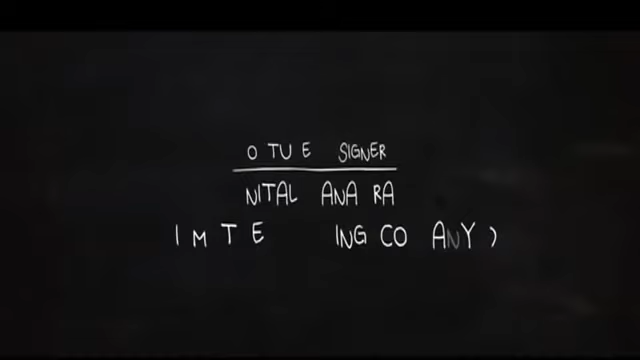 O TU E SIGNER
NITAL ANA RA
I M T E ING CO ANY )